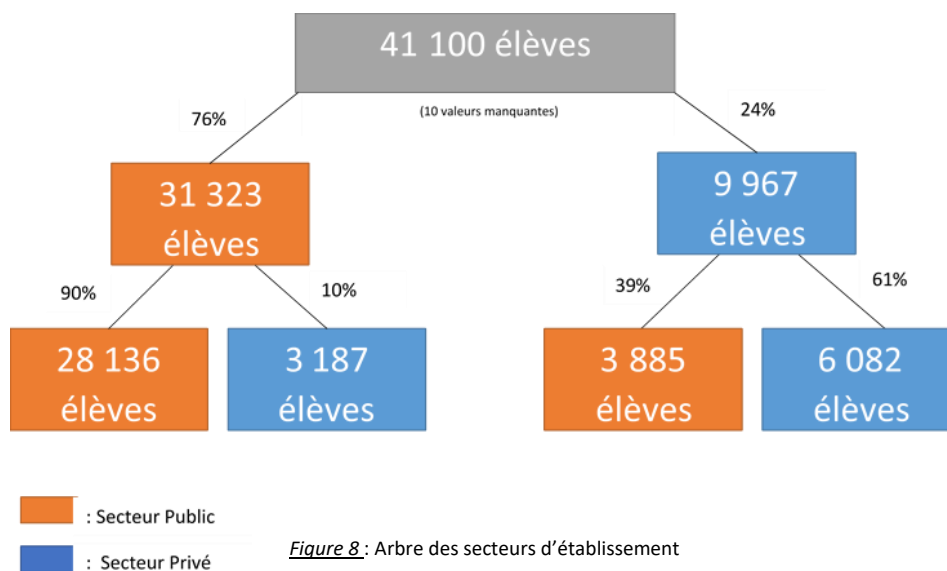 41 100 élèves
(10 valeurs manquantes)
76%
24%
31 323
élèves
9 967
élèves
90%
10%
39%
61%
28 136
élèves
3 187
élèves
3 885
élèves
6 082
élèves
: Secteur Public
: Secteur Privé
Figure 8 : Arbre des secteurs d’établissement